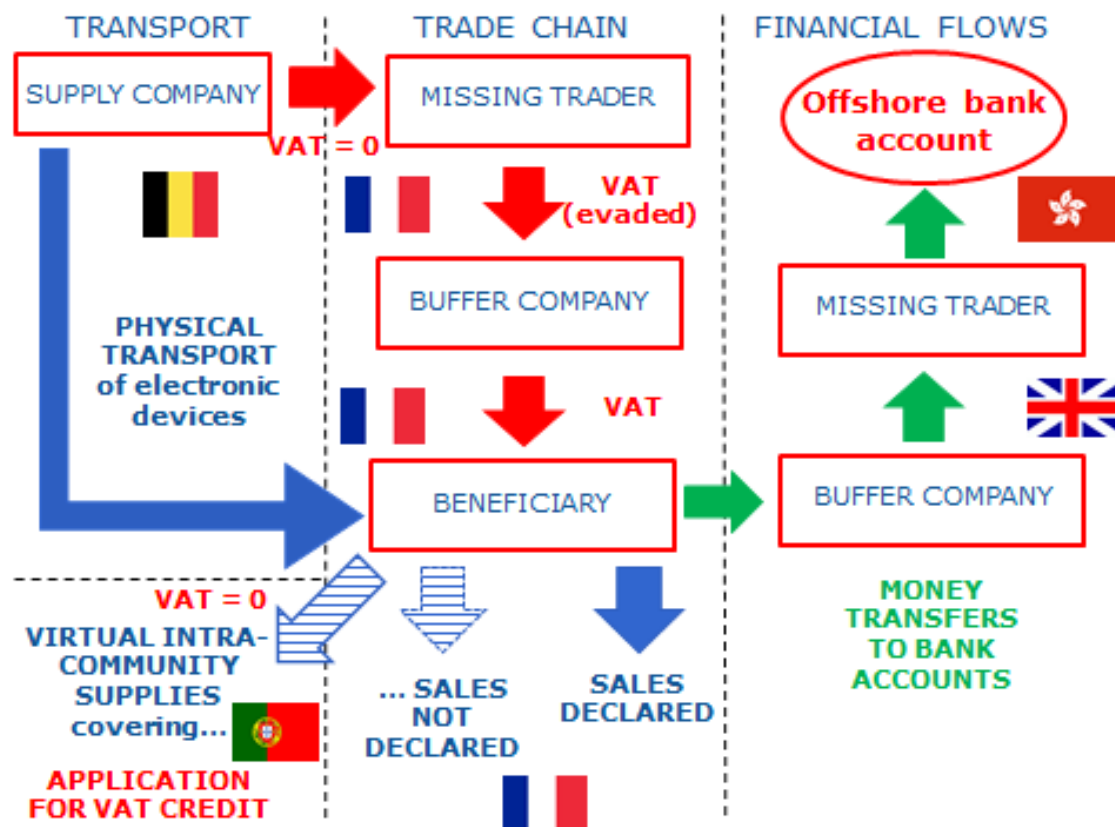 TRANSPORT
TRADE CHAIN
FINANCIAL FLOWS
SUPPLY COMPANY
MISSING TRADER
Offshore bank
account
VAT = 0
VAT
(evaded)
BUFFER COMPANY
MISSING TRADER
PHYSICAL
TRANSPORT
of electronic
devices
VAT
BENEFICIARY
BUFFER COMPANY
VAT = 0
VIRTUAL INTRA-
COMMUNITY
SUPPLIES
covering...
APPLICATION
FOR VAT CREDIT
... SALES
NOT
DECLARED
SALES
DECLARED
MONEY
TRANSFERS
TO BANK
ACCOUNTS